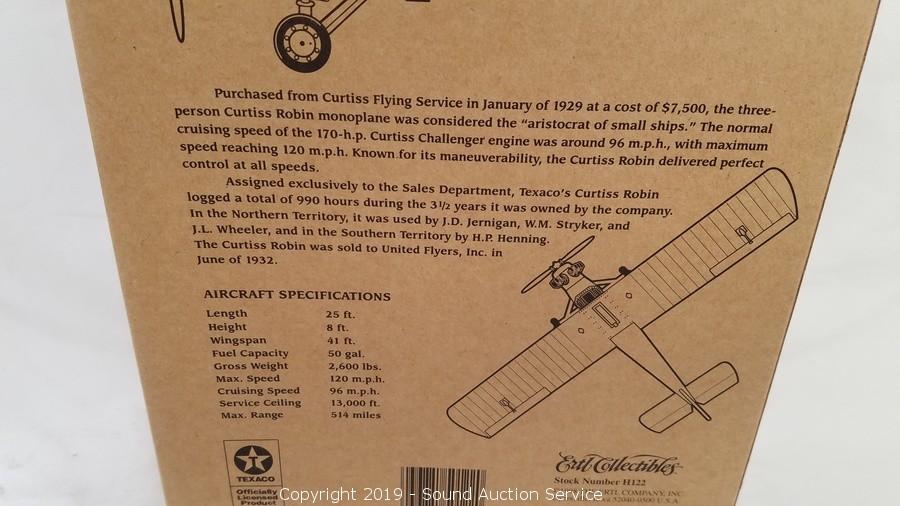 Purchased from Curtiss Flying Service in January of 1929 at a cost of $7,500, the three-
person Curtiss Robin monoplane was considered the “aristocrat of small ships.” The normal
cruising speed of the 170-h.p. Curtiss Challenger engine was around 96 m.p.h., with maximum
speed reaching 120 m.p.h. Known for its maneuverability, the Curtiss Robin delivered perfect
control at all speeds.
Assigned exclusively to the Sales Department, Texaco's Curtiss Robin
logged a total of 990 hours during the 3 1/2 years it was owned by the company.
In the Northern Territory, it was used by J.D. Jernigan, W.M. Stryker, and
J.L. Wheeler, and in the Southern Territory by H.P. Henning.
The Curtiss Robin was sold to United Flyers, Inc. in
June of 1932.
AIRCRAFT SPECIFICATIONS
Length 25 ft.
Height 8 ft.
Wingspan 41 ft.
Fuel Capacity 50 gal.
Gross Weight 2,600 lbs.
Max. Speed 120 m.p.h.
Cruising Speed 96 m.p.h.
Service Ceiling 13,000 ft.
Max. Range 514 miles
T
TEXACO
Officially
Licensed
Product
Ertl Collectibles
Stock Number H122
ERTL COMPANY, INC
52040-0500 U.S.A
Copyright 2019 - Sound Auction Service